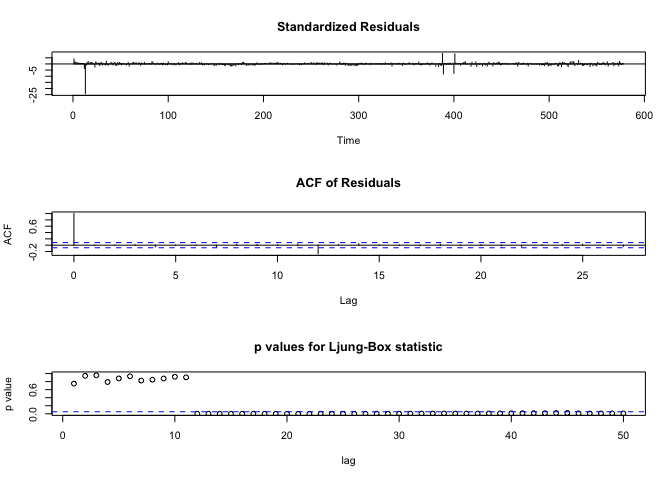 Standardized Residuals
-5
-25
0 100 200 300 400 500 600
Time
ACF of Residuals
ACF
0.6
-0.2
0 5 10 15 20 25
Lag
p values for Ljung-Box statistic
p value
0.6
0.0
0 10 20 30 40 50
lag